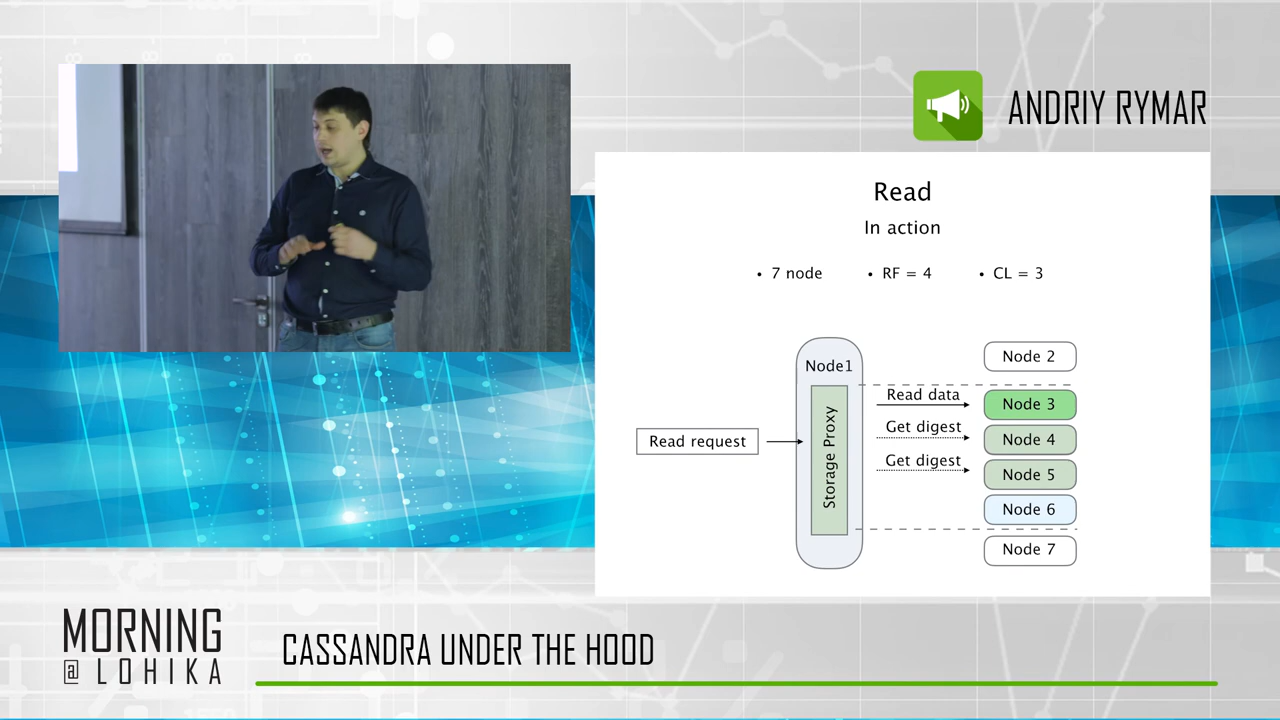 ANDRIY RYMAR
Read
In action
• 7 node • RF = 4 • CL = 3
Node1
Storage Proxy
Read request
Read data
Get digest
Get digest
Node 2
Node 3
Node 4
Node 5
Node 6
Node 7
MORNING
@ LOHIKA
CASSANDRA UNDER THE HOOD